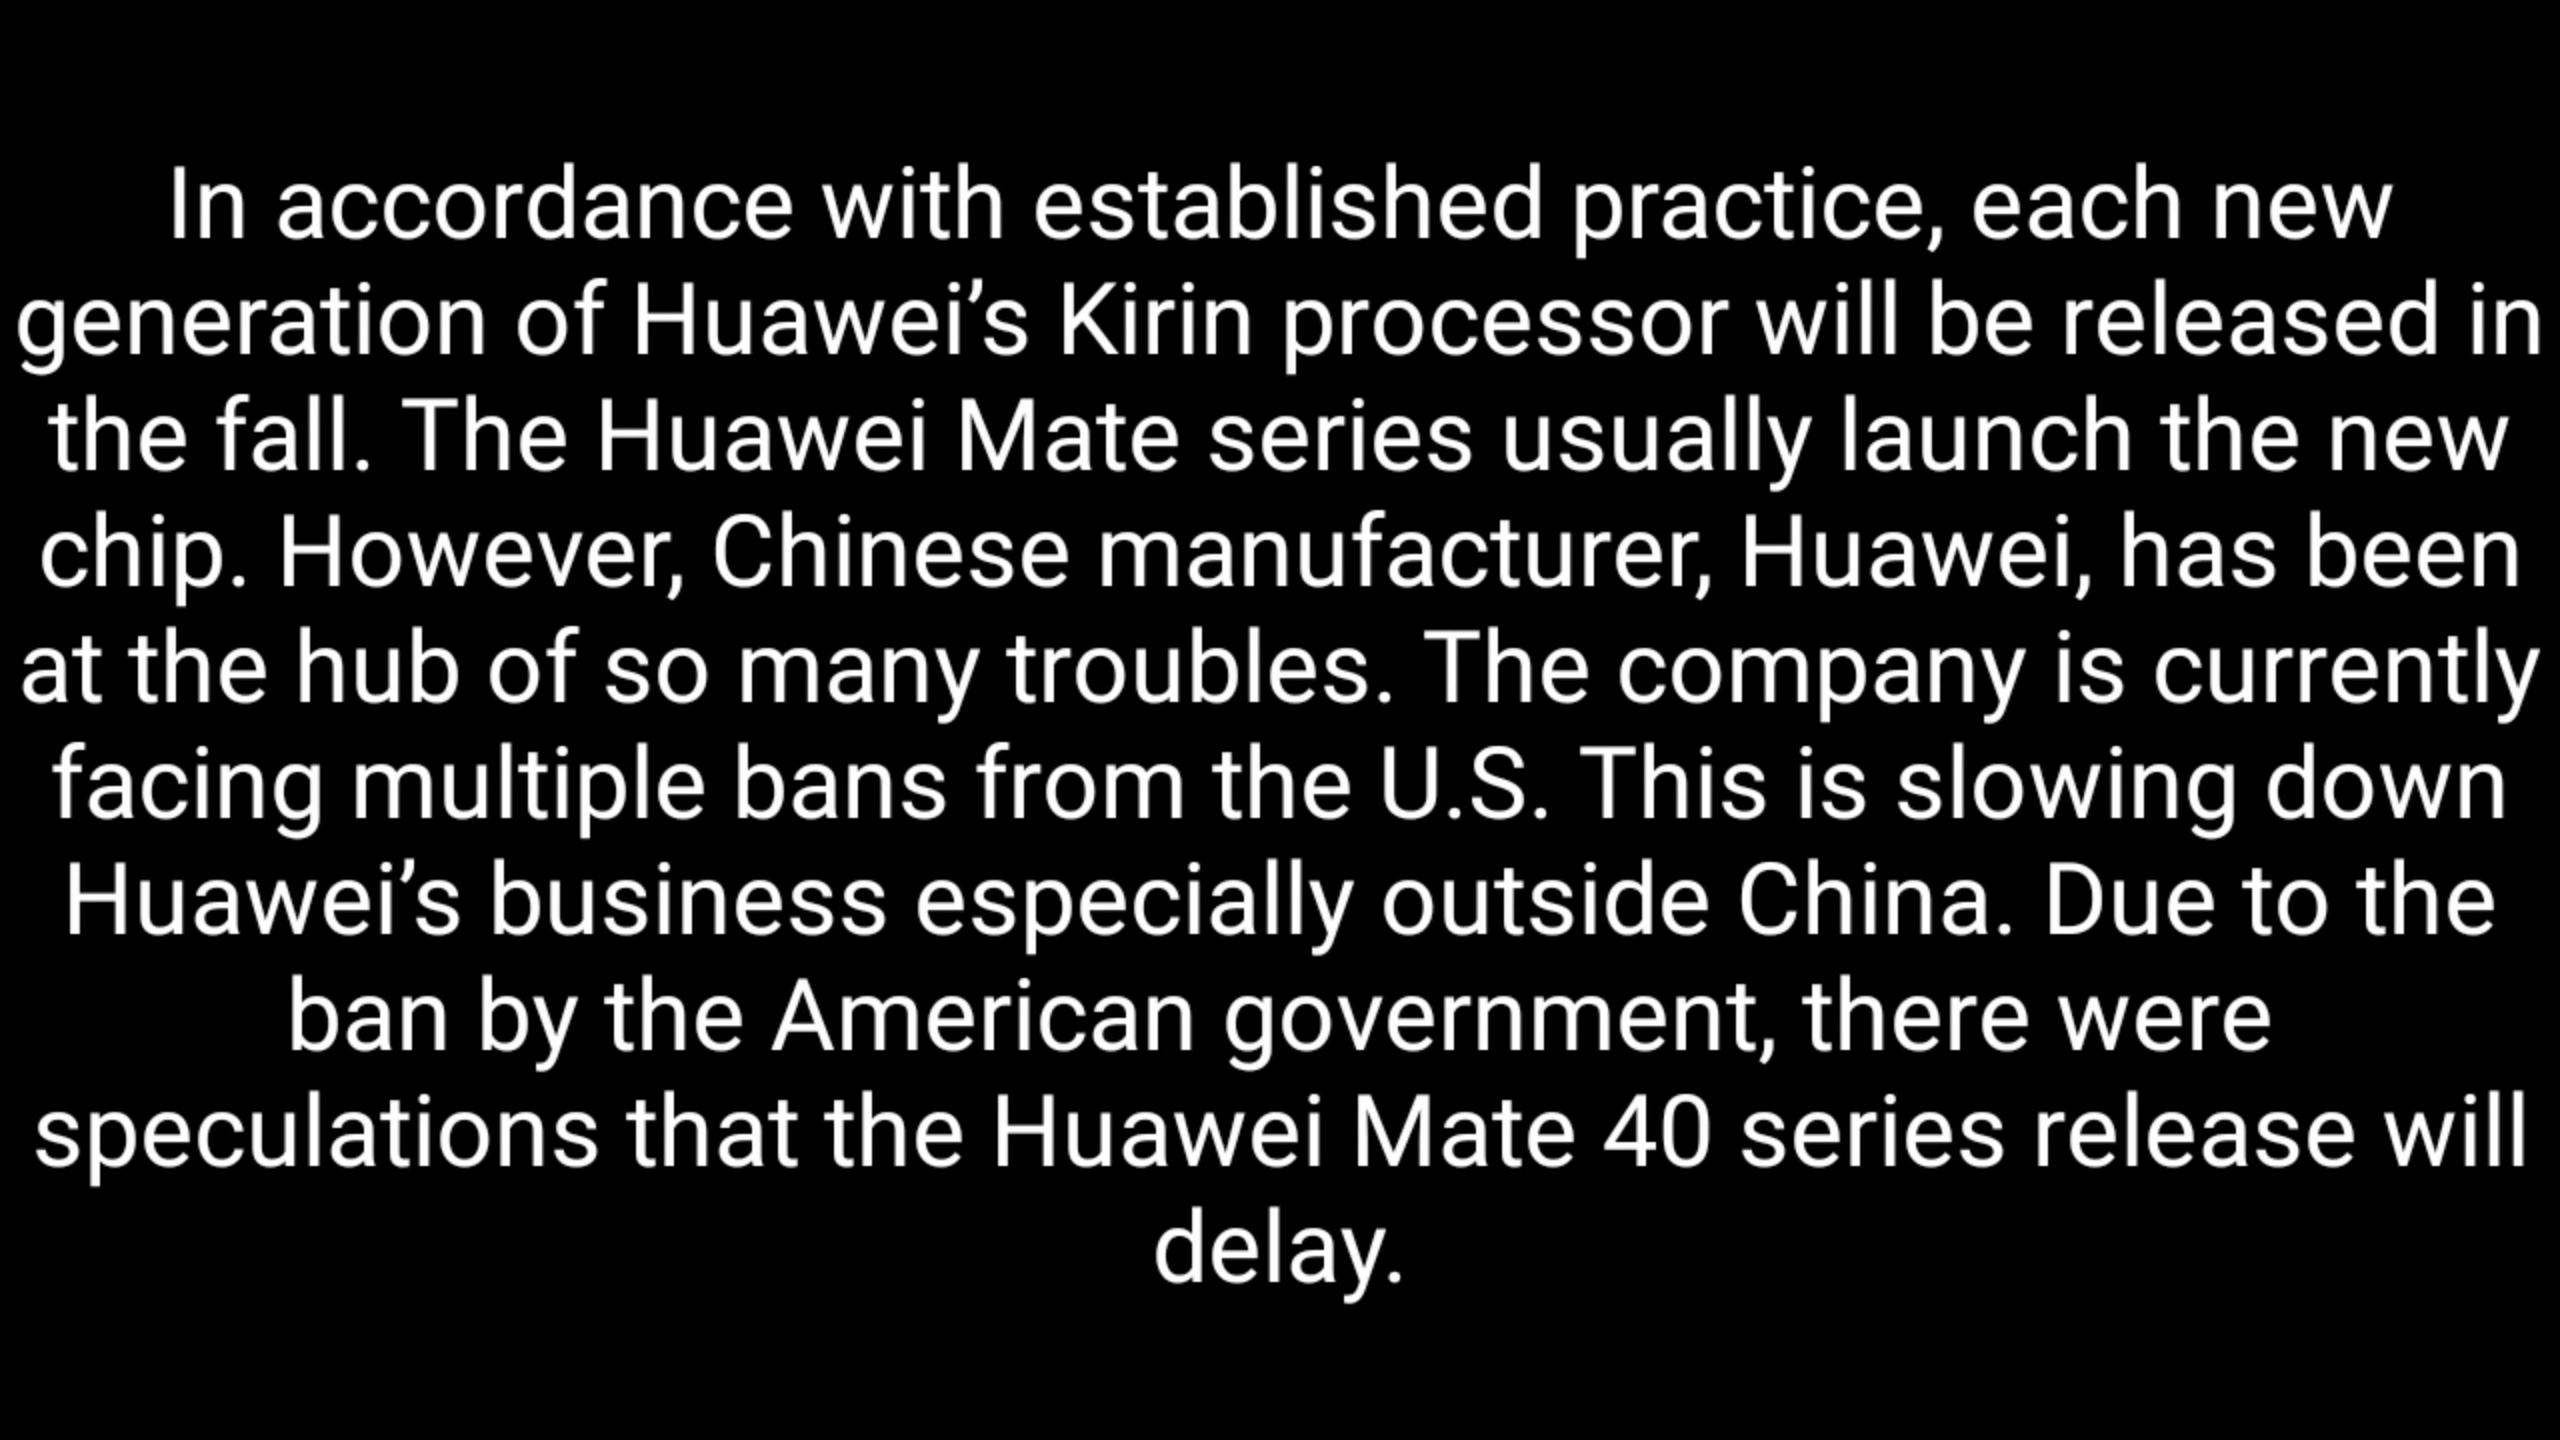 In accordance with established practice, each new
generation of Huawei’s Kirin processor will be released in
the fall. The Huawei Mate series usually launch the new
chip. However, Chinese manufacturer, Huawei, has been
at the hub of so many troubles. The company is currently
facing multiple bans from the U.S. This is slowing down
Huawei’s business especially outside China. Due to the
ban by the American government, there were
speculations that the Huawei Mate 40 series release will
delay.